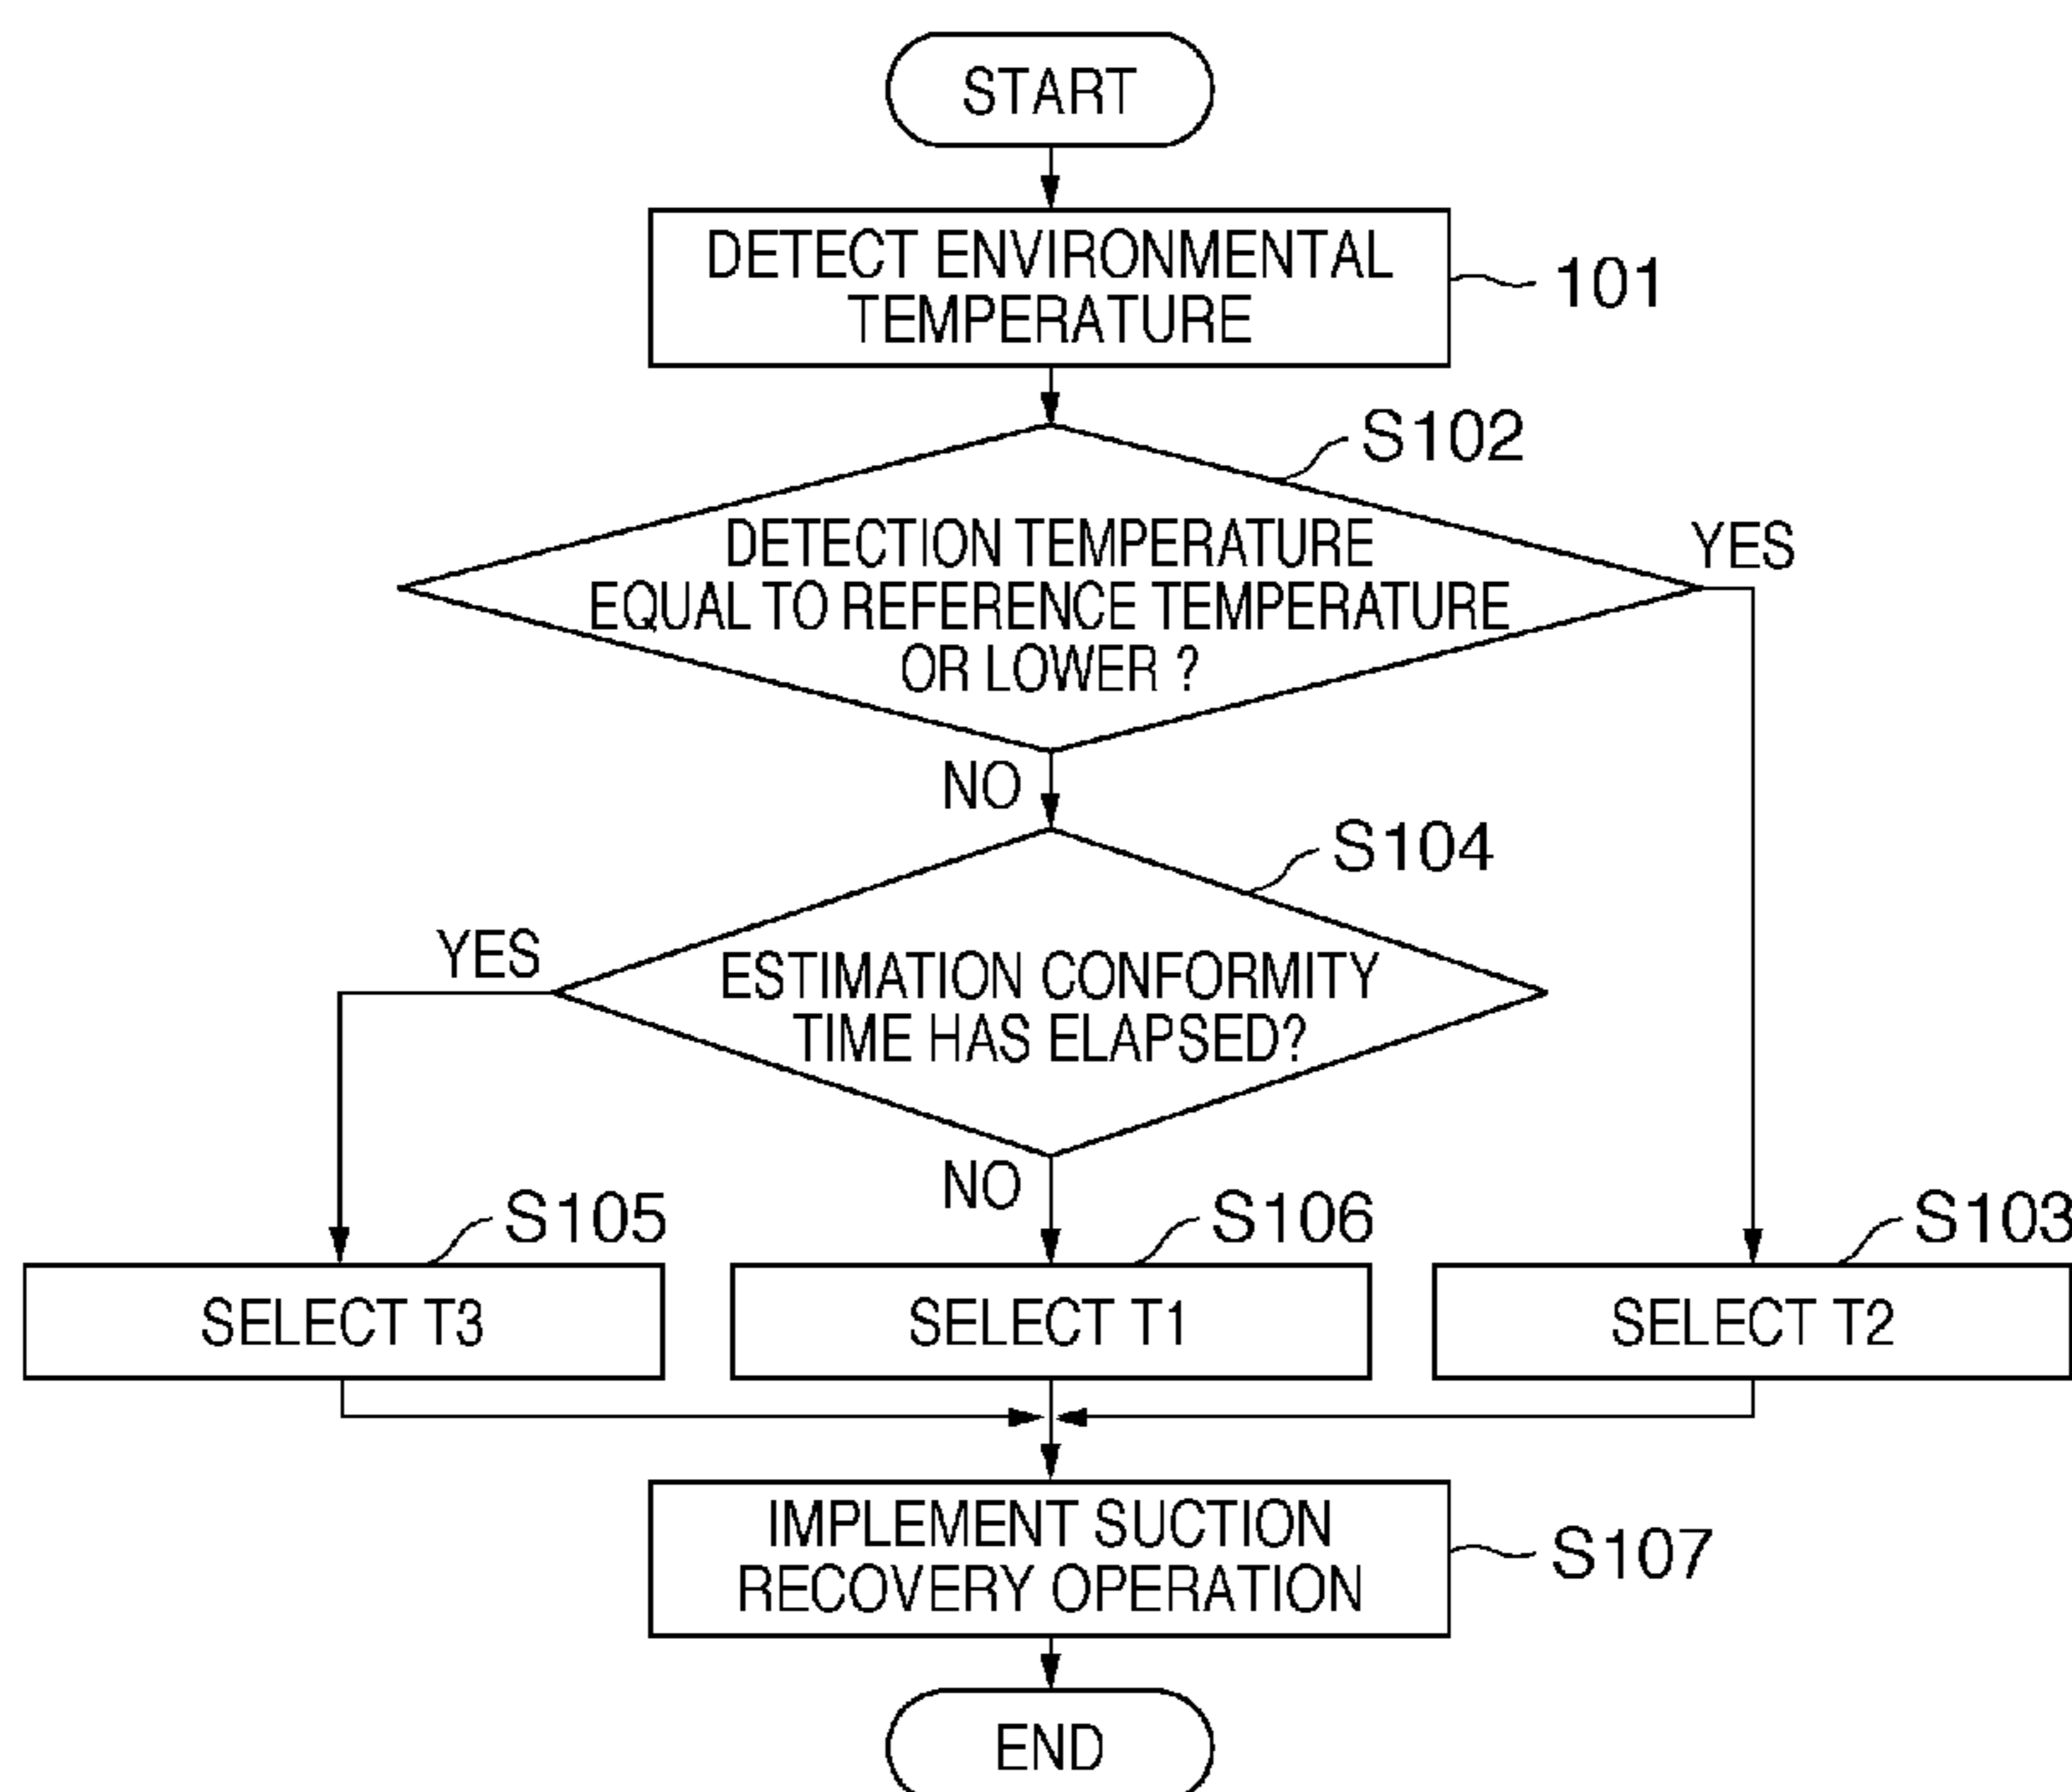 START
DETECT ENVIRONMENTAL
TEMPERATURE
101
S102
DETECTION TEMPERATURE
EQUAL TO REFERENCE TEMPERATURE
OR LOWER ?
YES
NO
S104
YES
ESTIMATION CONFORMITY
TIME HAS ELAPSED?
NO
S105
S106
S103
SELECT T3
SELECT T1
SELECT T2
IMPLEMENT SUCTION
RECOVERY OPERATION
S107
END